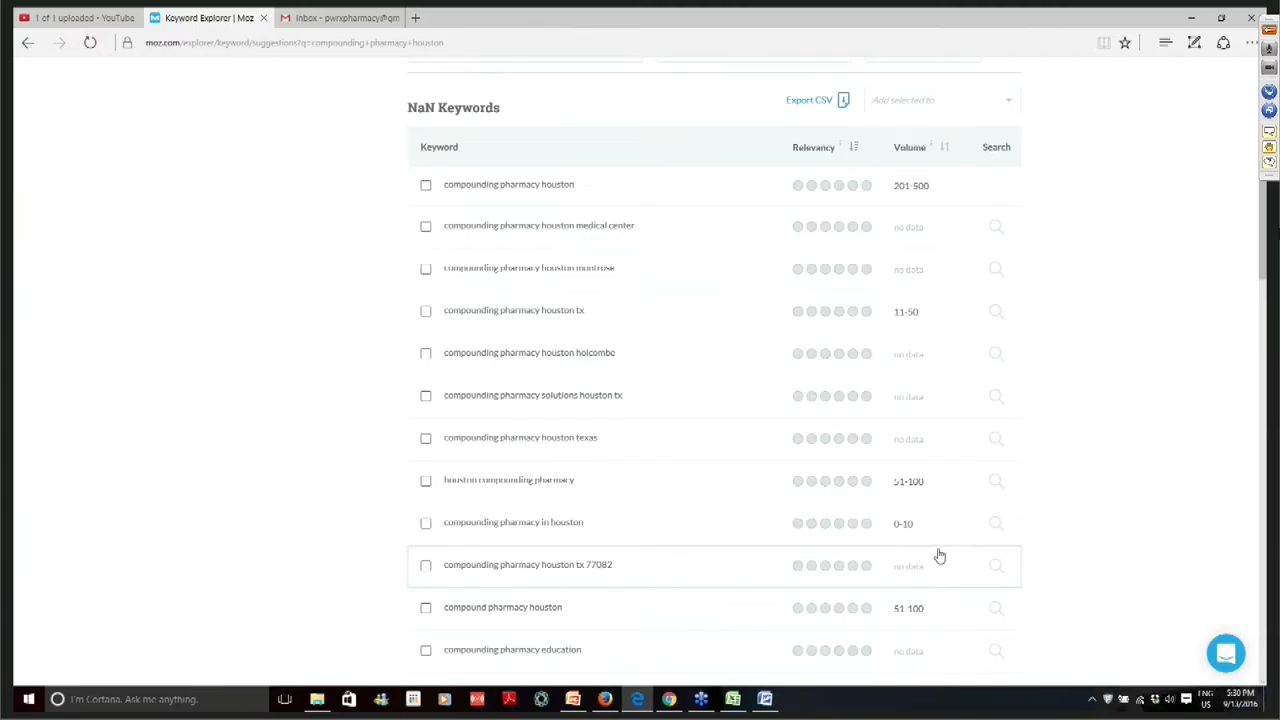 1 of 1 uploaded - YouTube
Keyword Explorer | Moz
Inbox - pwrxpharmacy@gm
moz.com/explorer/keyword/suggestions?q=compounding+pharmacy+houston
NaN Keywords
Export CSV
Add selected to
Keyword Relevancy Volume Search
compounding pharmacy houston 201-500
compounding pharmacy houston medical center no data
compounding pharmacy houston montrose no data
compounding pharmacy houston tx 11-50
compounding pharmacy houston holcombe no data
compounding pharmacy solutions houston tx no data
compounding pharmacy houston texas no data
houston compounding pharmacy 51-100
compounding pharmacy in houston 0-10
compounding pharmacy houston tx 77082 no data
compound pharmacy houston 51-100
compounding pharmacy education no data
I'm Cortana. Ask me anything.
ENG 5:30 PM
US 9/13/2016